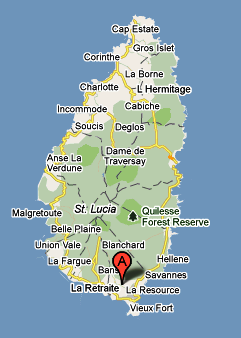 Cap Estate
Gros Islet
Corinthe
La Borne
L'Hermitage
Charlotte
Cabiche
Incommode
Soucis
Deglos
Dame de
Traversay
Anse La
Verdune
Malgretoute
St. Lucia
Quilesse
Forest Reserve
Belle Plaine
Union Vale
Blanchard
La Fargue
Hellene
A
Bans
Savannes
La Retraite
La Resource
Vieux Fort